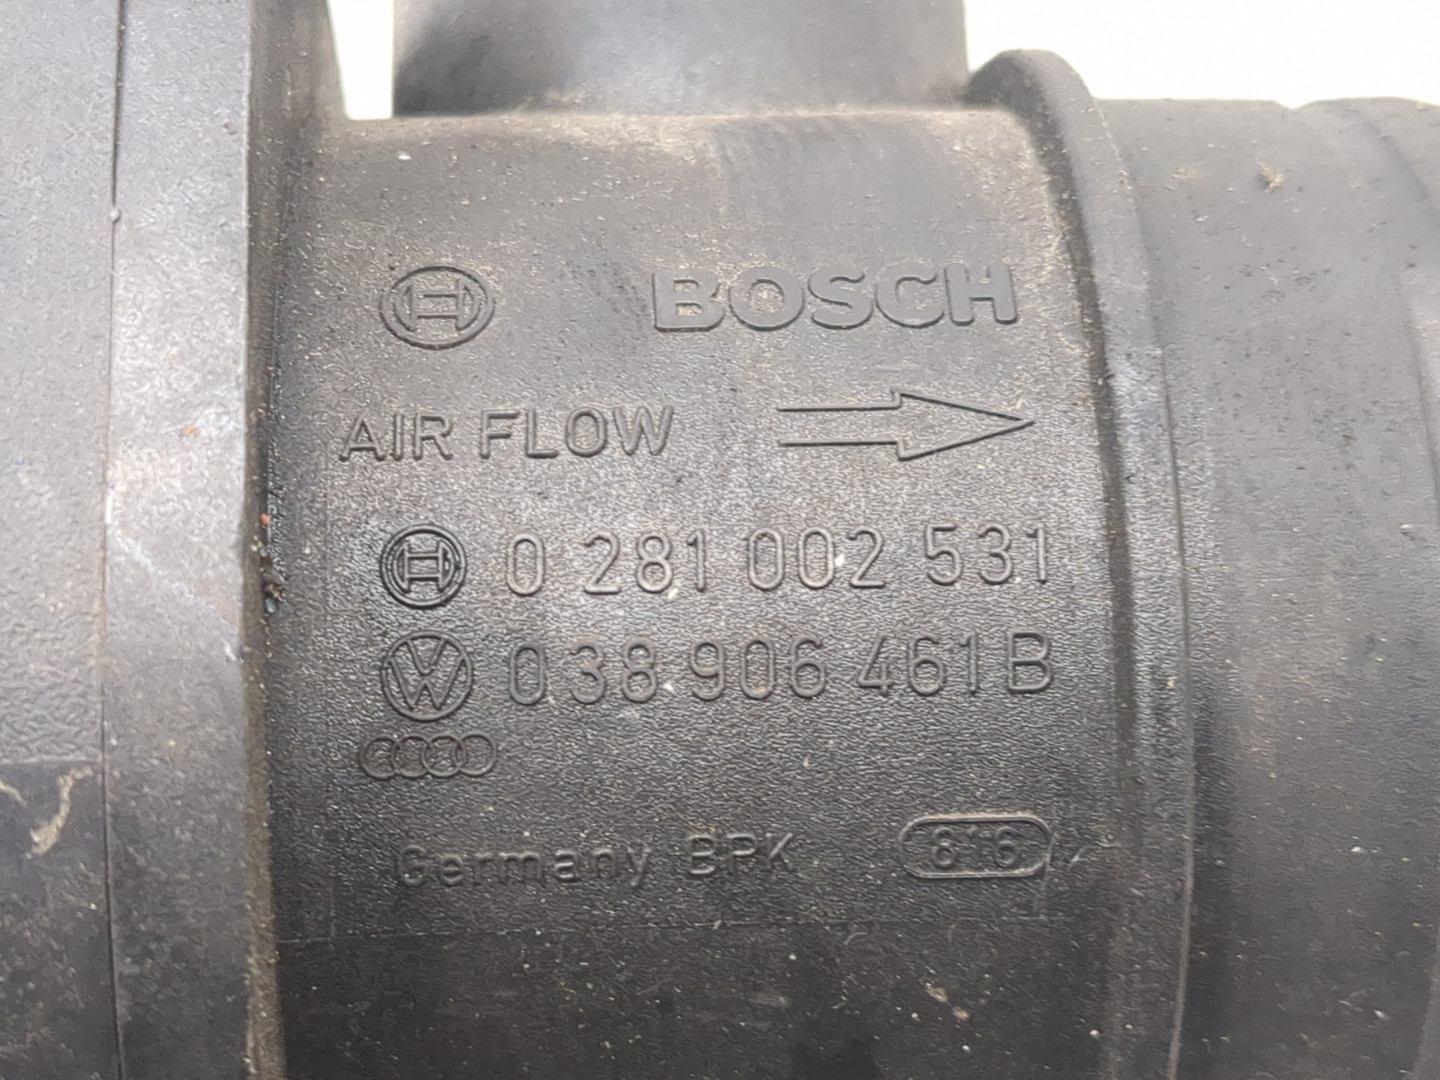 BOSCH
AIR FLOW
0 281 002 531
038 906 461 B
Germany BPK 816